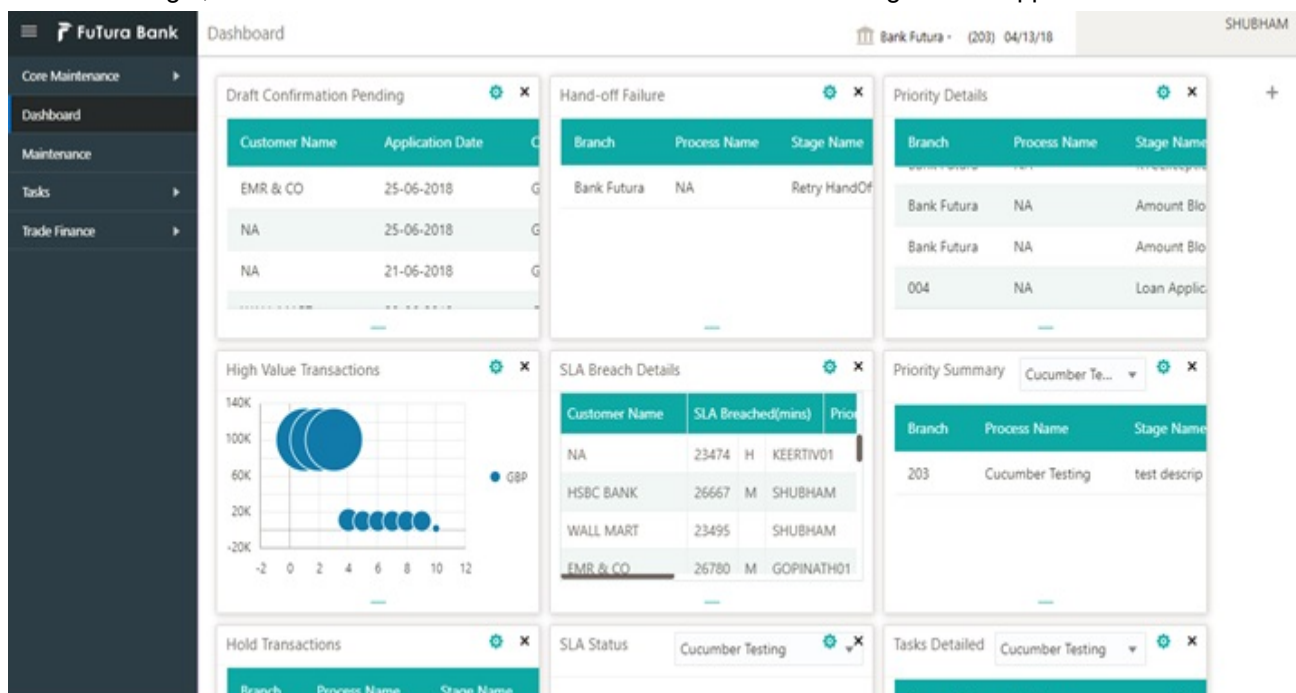 FuTura Bank
Dashboard
Bank Futura - (203) 04/13/18
SHUBHAM
Core Maintenance
Dashboard
Maintenance
Tasks
Trade Finance
Draft Confirmation Pending
Customer Name Application Date
EMR & CO 25-06-2018 G
NA 25-06-2018 G
NA 21-06-2018 G
Hand-off Failure
Branch Process Name Stage Name
Bank Futura NA Retry HandOf
Priority Details
Branch Process Name Stage Name
Bank Futura NA Amount Blo
Bank Futura NA Amount Blo
004 NA Loan Applic
High Value Transactions
140K
100K
60K
20K
-20K
-2 0 2 4 6 8 10 12
GBP
SLA Breach Details
Customer Name SLA Breached(mins) Prior
NA 23474 H KEERTIV01
HSBC BANK 26667 M SHUBHAM
WALL MART 23495 SHUBHAM
EMR & CO 26780 M GOPINATH01
Priority Summary Cucumber Te...
Branch Process Name Stage Name
203 Cucumber Testing test descrip
Hold Transactions
Branch Process Name Stage Name
SLA Status Cucumber Testing
Tasks Detailed Cucumber Testing